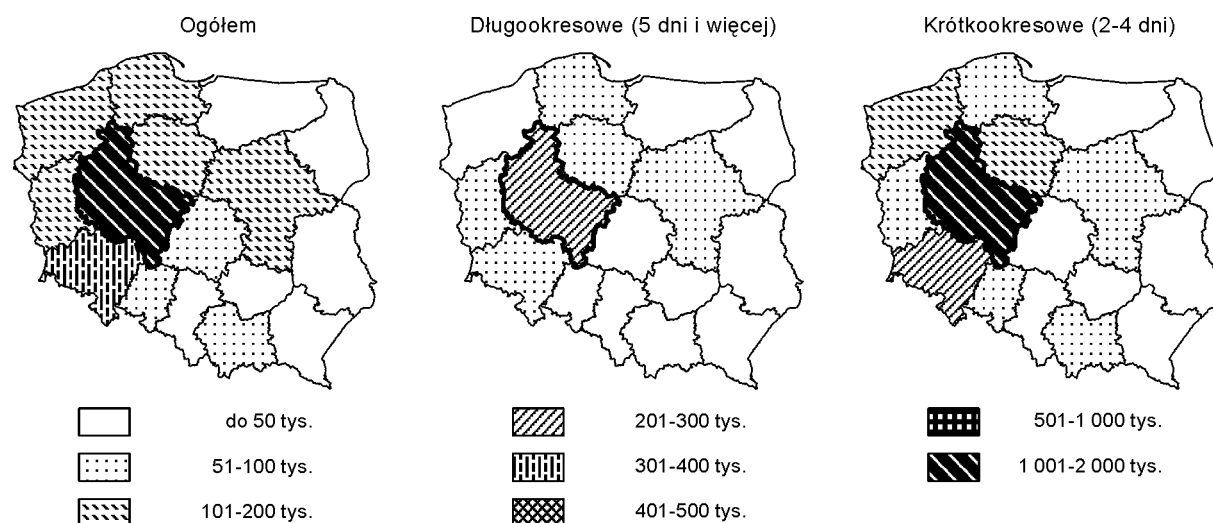 Ogółem
Długookresowe (5 dni i więcej)
Krótkookresowe (2-4 dni)
do 50 tys.
51-100 tys.
101-200 tys.
201-300 tys.
301-400 tys.
401-500 tys.
501-1 000 tys.
1 001-2 000 tys.